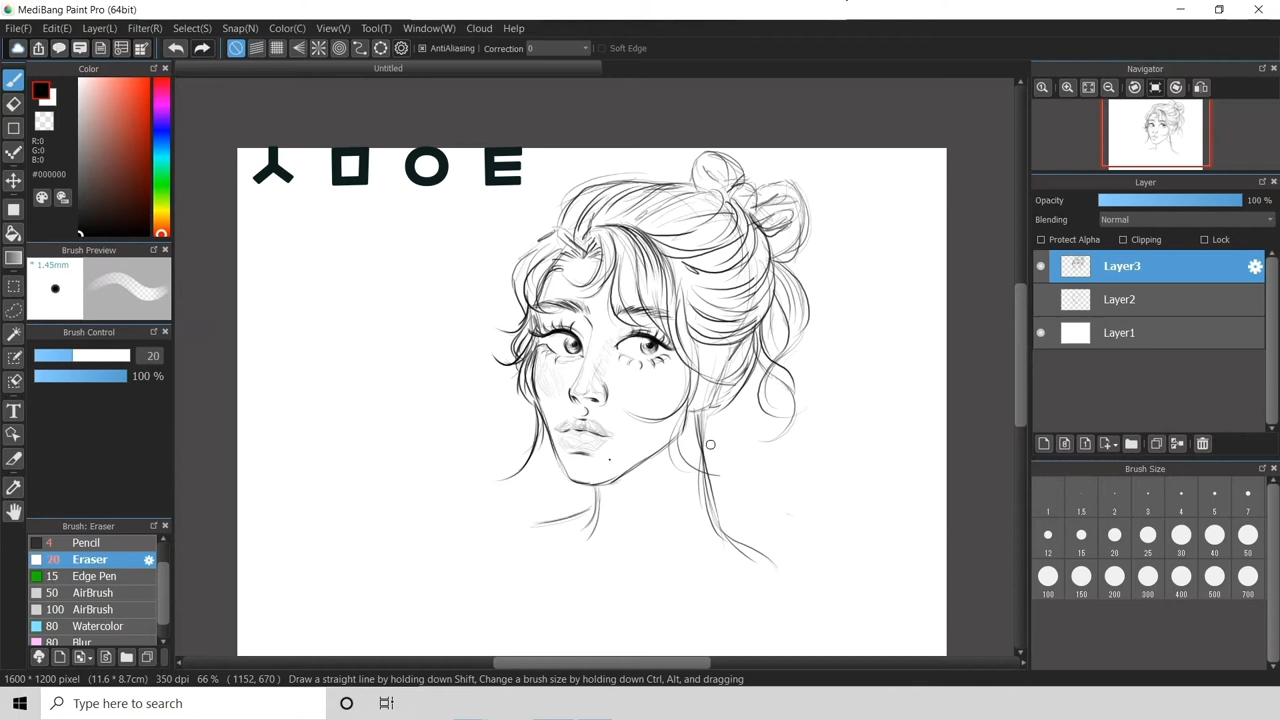 MediBang Paint Pro (64bit)
File(F) Edit(E) Layer(L) Filter(R) Select(S) Snap(N) Color(C) View(V) Tool(T) Window(W) Cloud Help
AntiAliasing Correction 0 Soft Edge
Color
Untitled
Navigator
R:0
G:0
B:0
#000000
Brush Preview
* 1.45mm
Brush Control
20
100 %
Brush: Eraser
4 Pencil
20 Eraser
15 Edge Pen
50 AirBrush
100 AirBrush
80 Watercolor
80 Blur
Layer
Opacity 100 %
Blending Normal
Protect Alpha Clipping Lock
Layer3
Layer2
Layer1
Brush Size
1 1.5 2 3 4 5 7
12 15 20 25 30 40 50
100 150 200 300 400 500 700
1600 * 1200 pixel (11.6 * 8.7cm) 350 dpi 66 % ( 1152, 670 ) Draw a straight line by holding down Shift, Change a brush size by holding down Ctrl, Alt, and dragging
Type here to search